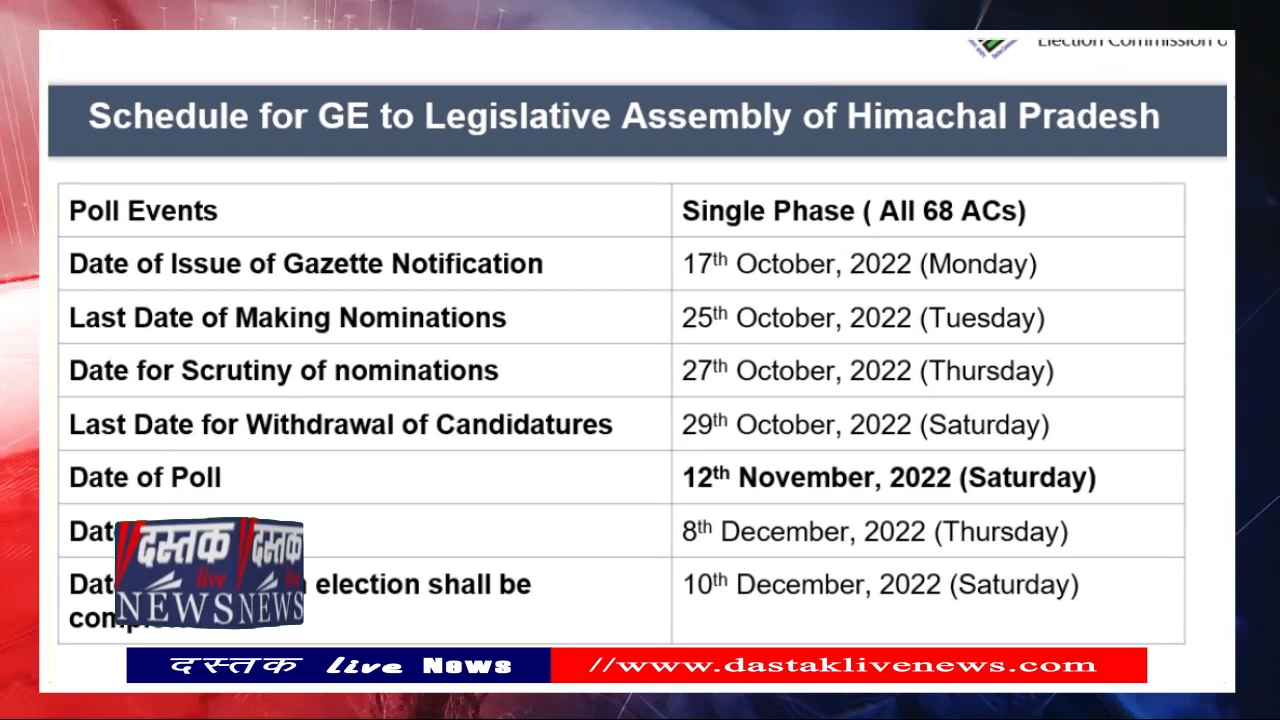 Election Commission o
Schedule for GE to Legislative Assembly of Himachal Pradesh
Poll Events
Single Phase ( All 68 ACs)
Date of Issue of Gazette Notification
17th October, 2022 (Monday)
Last Date of Making Nominations
25th October, 2022 (Tuesday)
Date for Scrutiny of nominations
27th October, 2022 (Thursday)
Last Date for Withdrawal of Candidatures
29th October, 2022 (Saturday)
Date of Poll
12th November, 2022 (Saturday)
Dat
8th December, 2022 (Thursday)
Dat election shall be
10th December, 2022 (Saturday)
com
दस्तक दस्तक
live live
NEWS NEWS
दस्तक Live News
//www.dastaklivenews.com